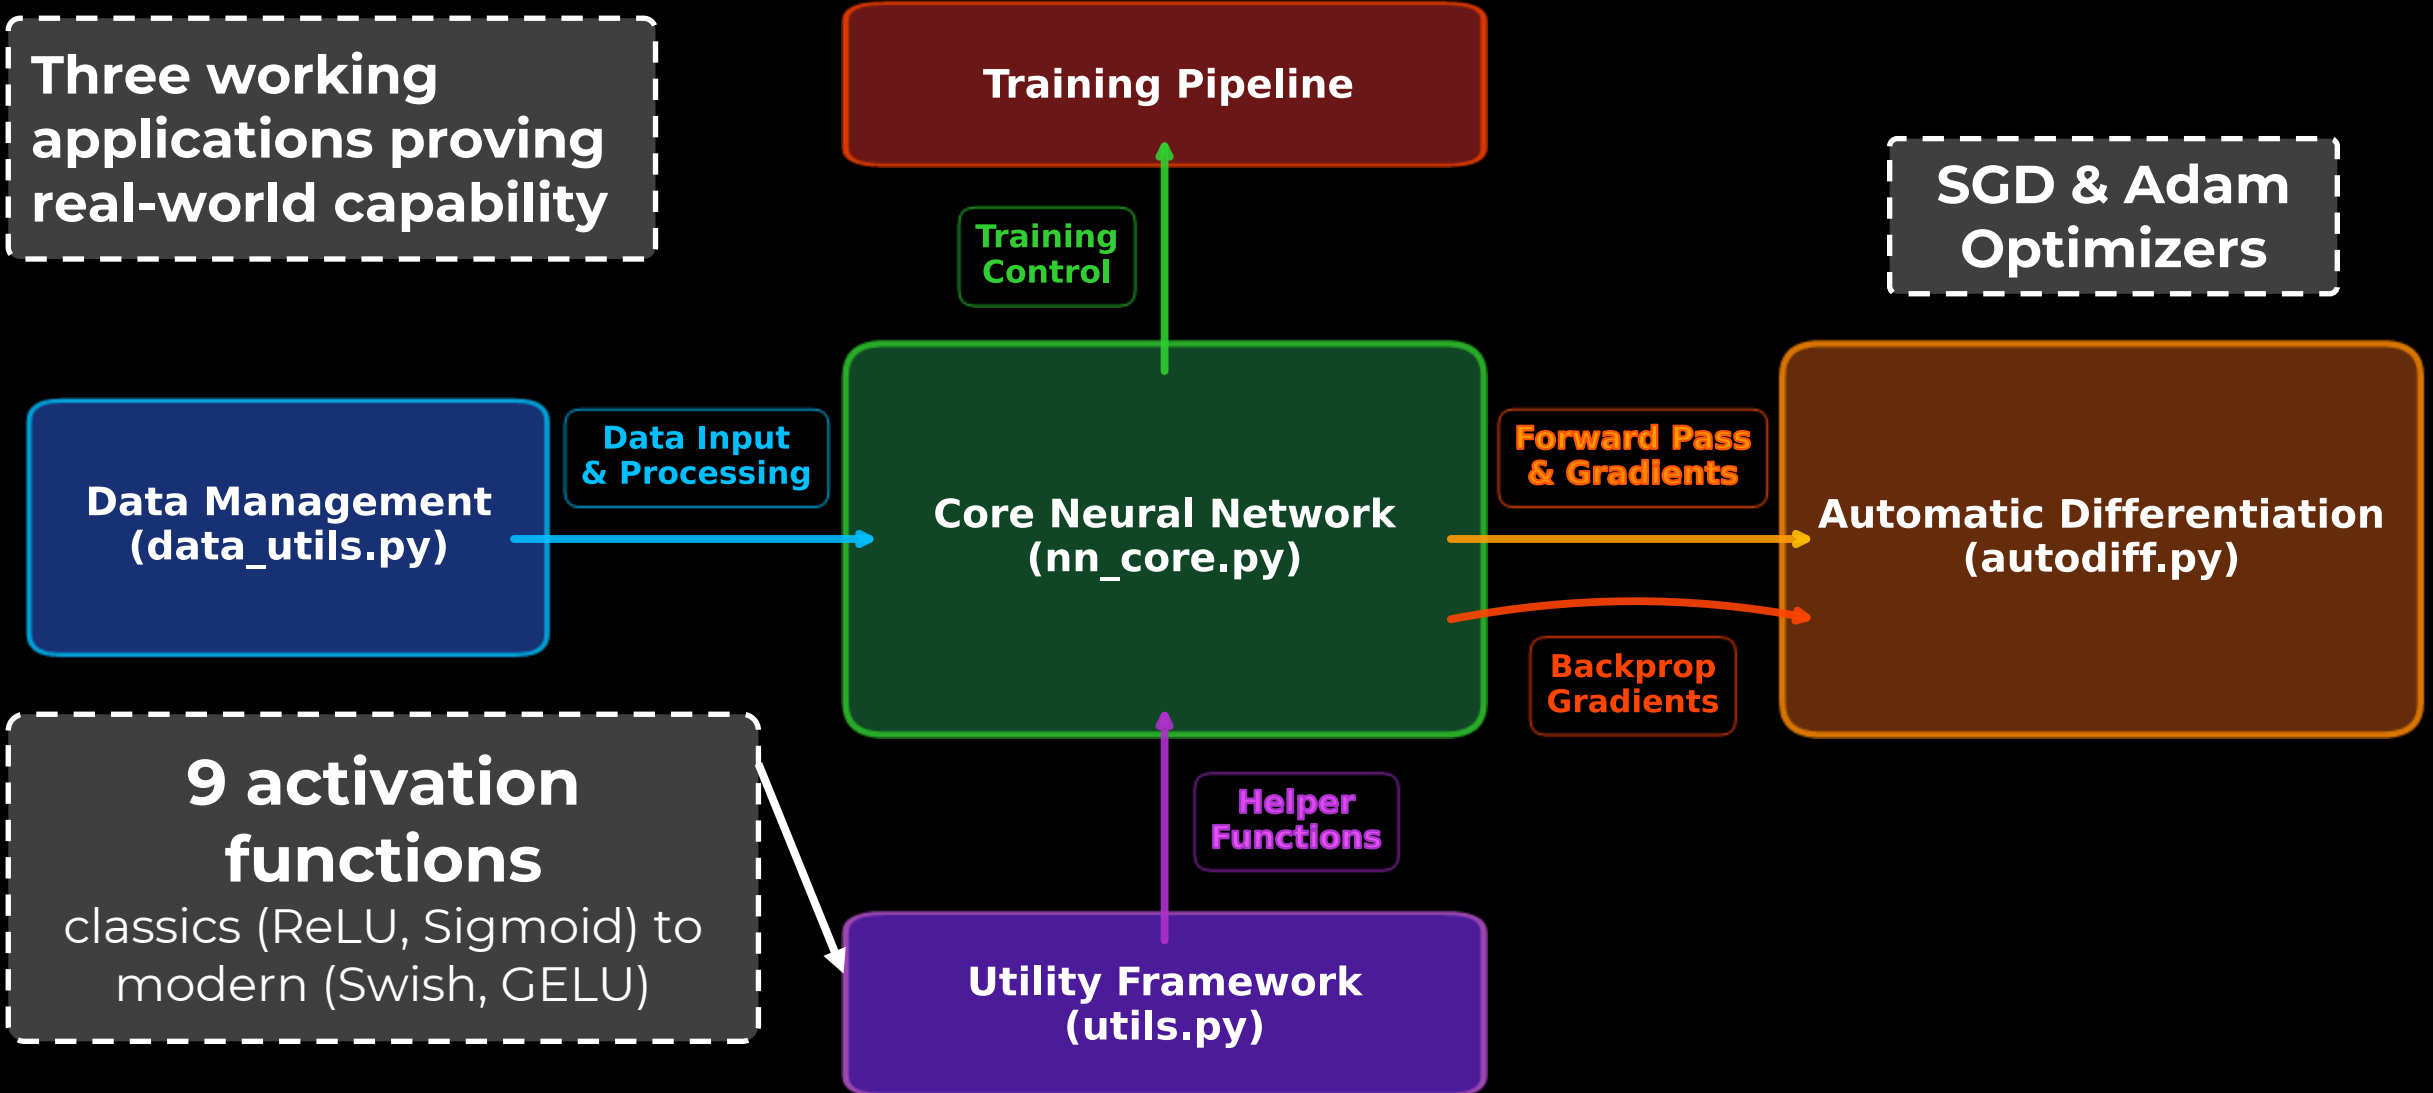 Three working
applications proving
real-world capability
Training Pipeline
SGD & Adam
Optimizers
Training
Control
Data Management
(data_utils.py)
Data Input
& Processing
Core Neural Network
(nn_core.py)
Forward Pass
& Gradients
Automatic Differentiation
(autodiff.py)
Backprop
Gradients
9 activation
functions
classics (ReLU, Sigmoid) to
modern (Swish, GELU)
Helper
Functions
Utility Framework
(utils.py)